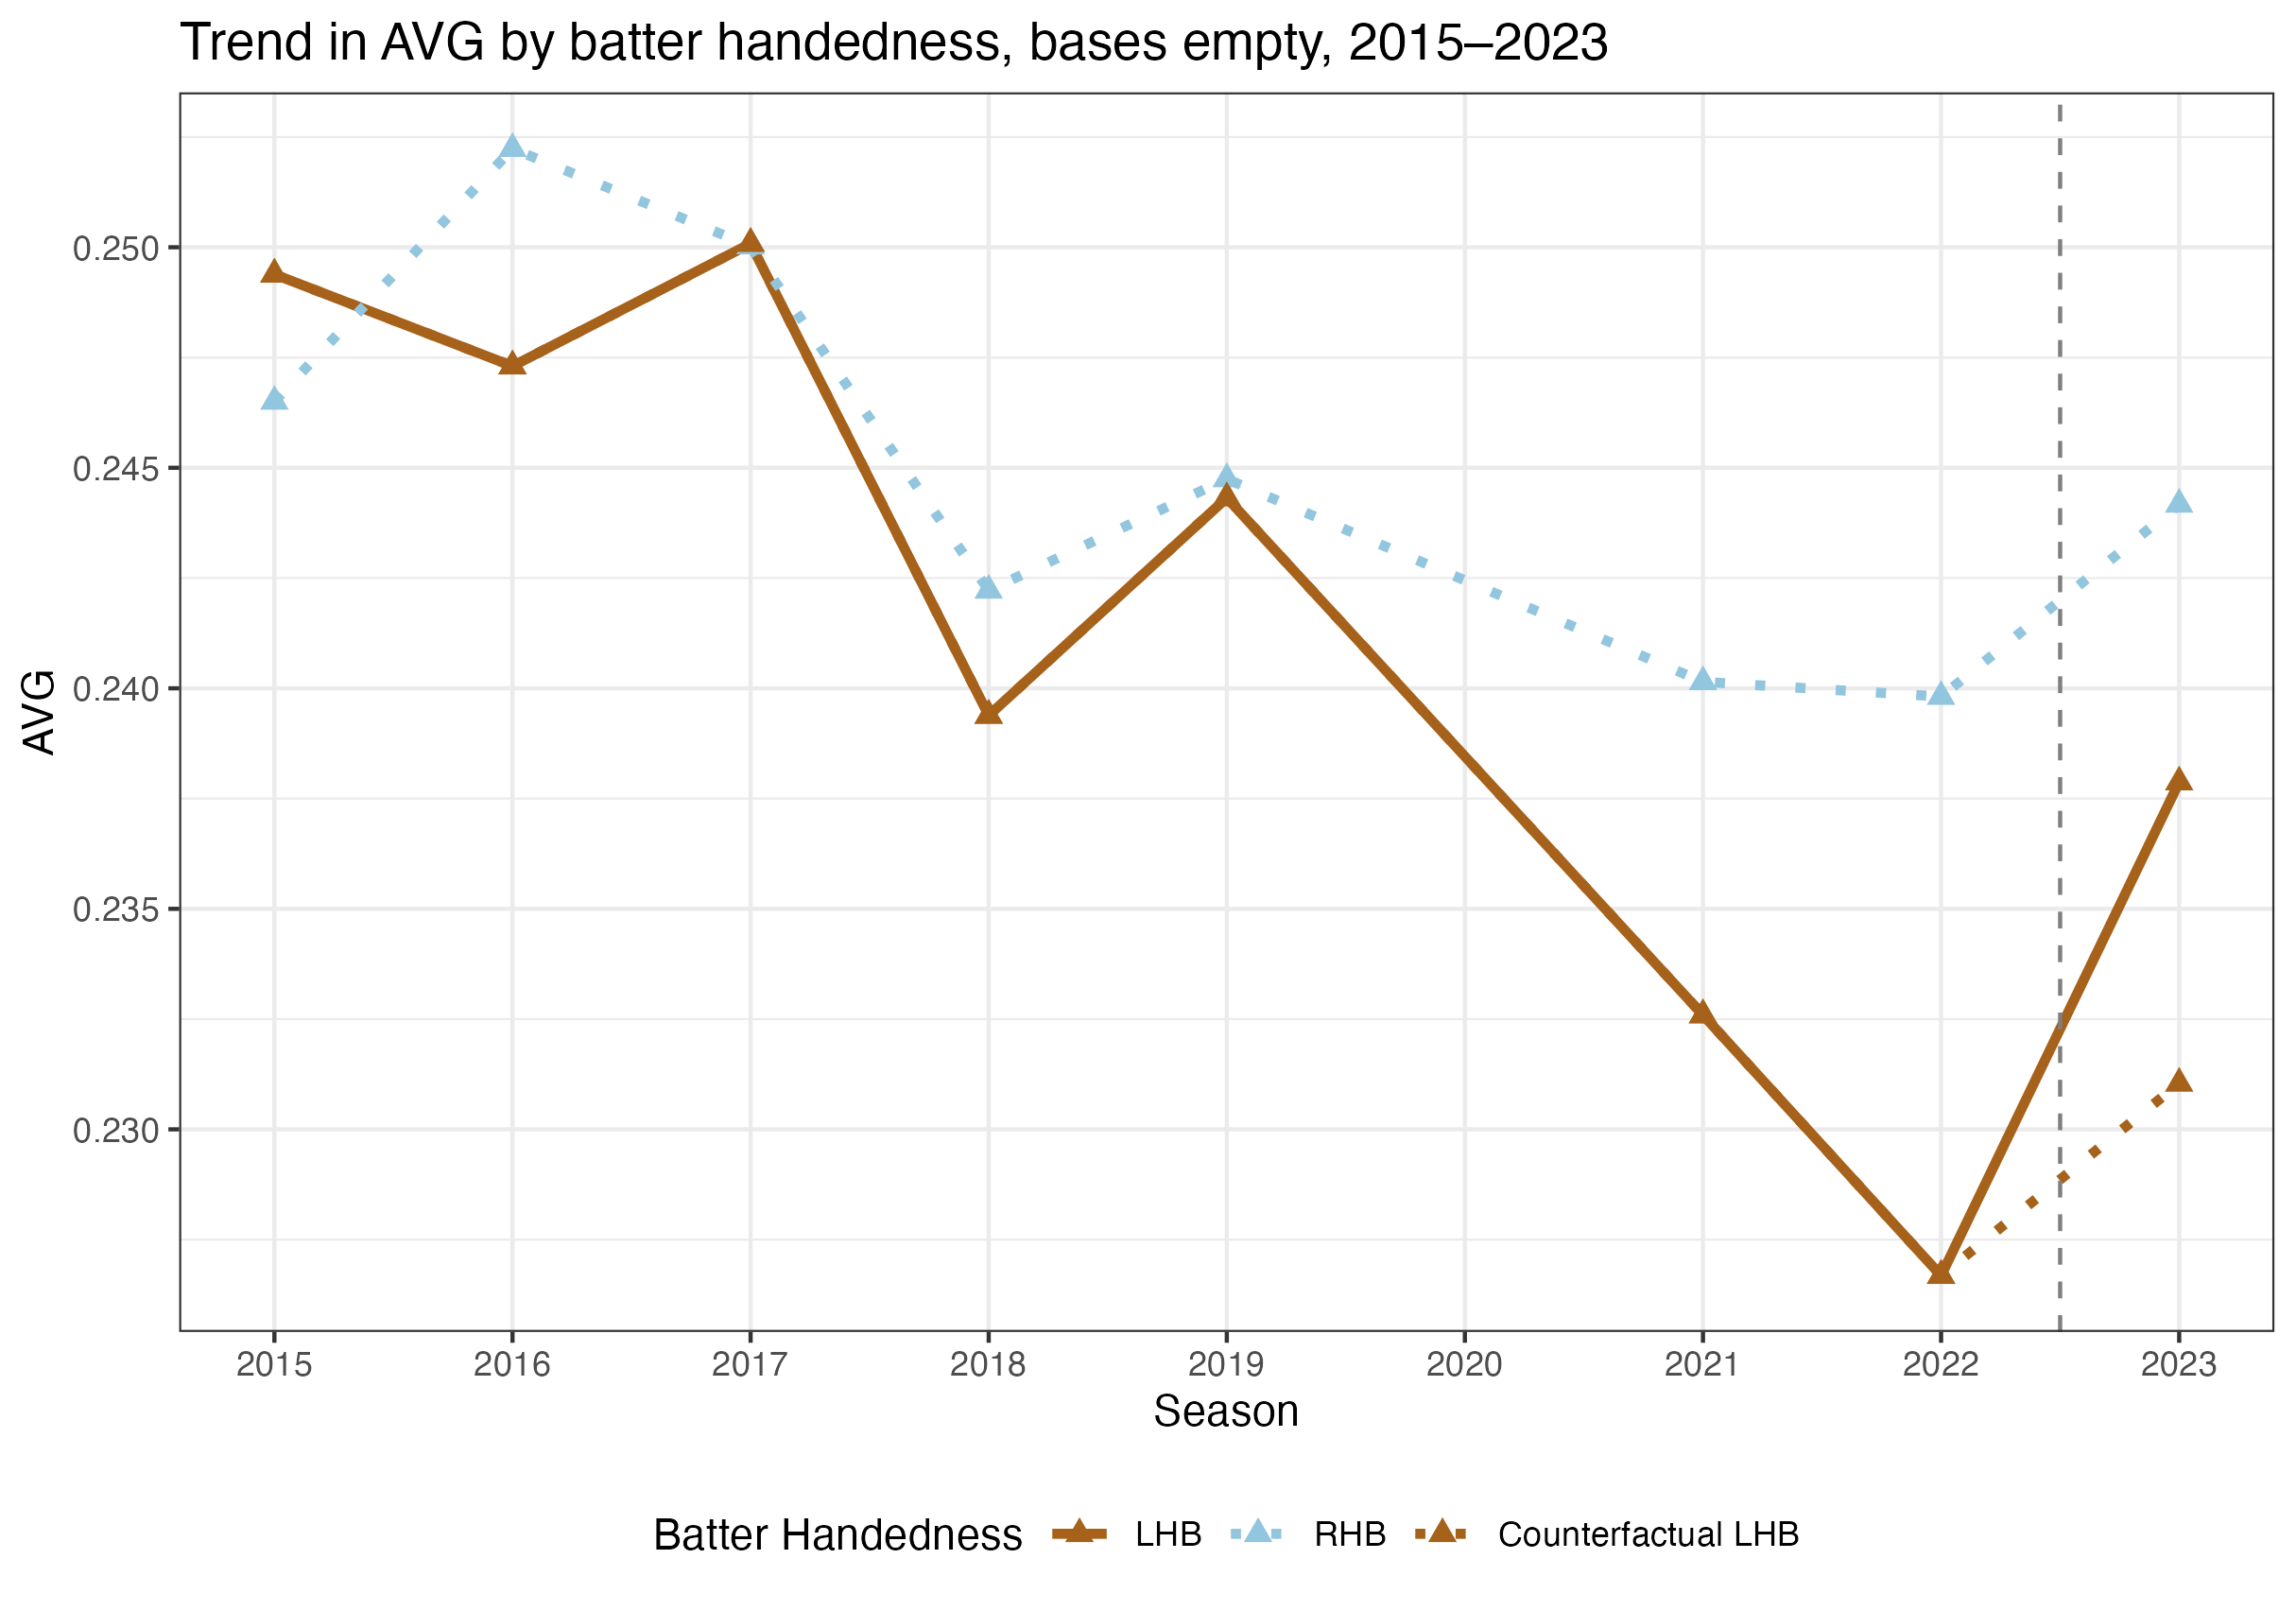 Trend in AVG by batter handedness, bases empty, 2015–2023
AVG
0.250
0.245
0.240
0.235
0.230
2015 2016 2017 2018 2019 2020 2021 2022 2023
Season
Batter Handedness LHB RHB Counterfactual LHB